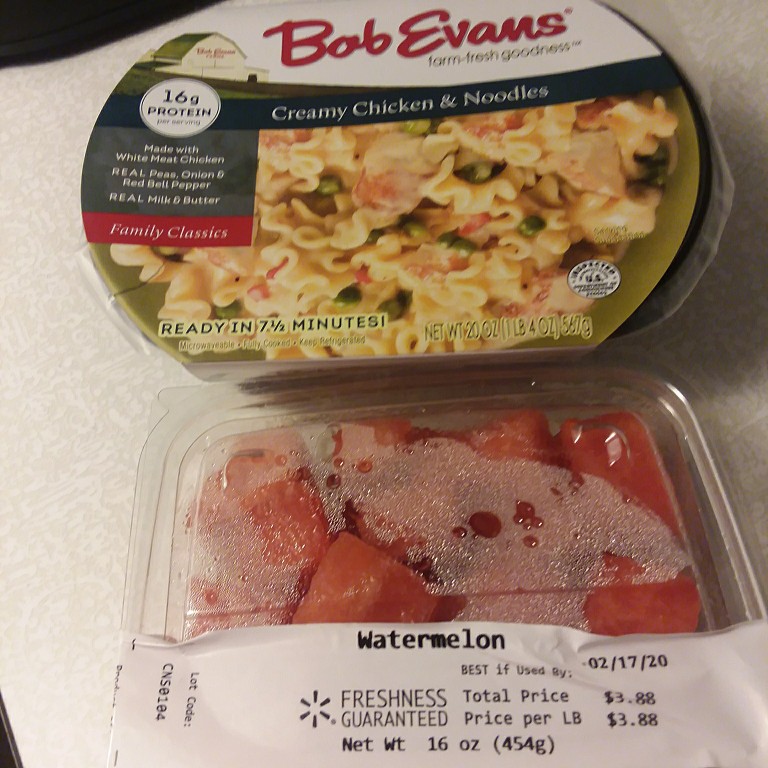 Bob Evans
farm-fresh goodness™
Bob Evans
16g
PROTEIN
per serving
Creamy Chicken & Noodles
Made with
White Meat Chicken
REAL Peas, Onion &
Red Bell Pepper
REAL Milk & Butter
Family Classics
READY IN 7½ MINUTES!
Microwaveable • Fully Cooked • Keep Refrigerated
NET WT 20 OZ (1 LB 4 OZ) 567g
Watermelon
BEST if Used By: 02/17/20
FRESHNESS
GUARANTEED
Total Price $3.88
Price per LB $3.88
Net Wt 16 oz (454g)
Lot Code:
CNS0104